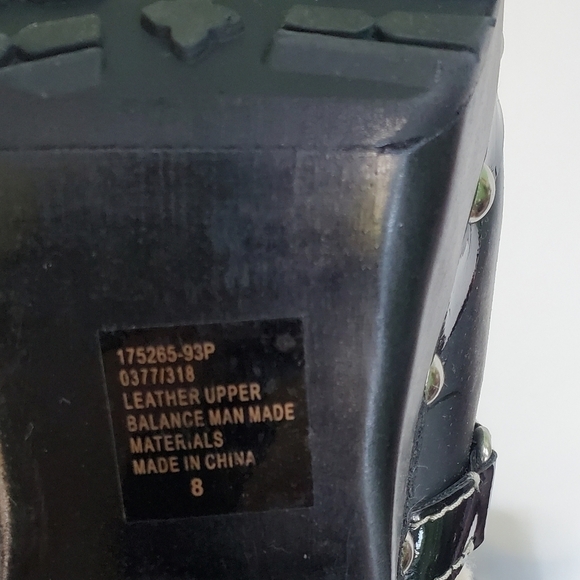 175265-93P
0377/318
LEATHER UPPER
BALANCE MAN MADE
MATERIALS
MADE IN CHINA
8